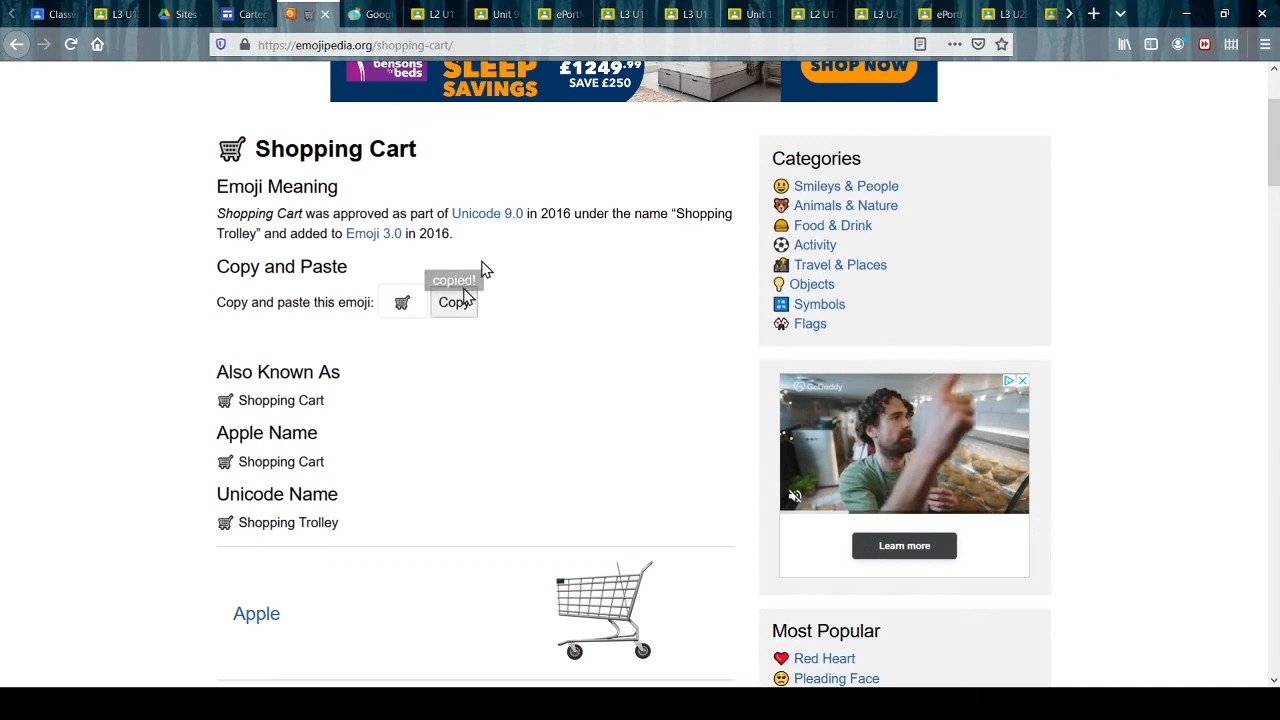 Classw
L3 U1
Sites
Carter
Goog
L2 U1
Unit 9
ePortf
L3 U11
L3 U1
Unit 1
L2 U1
L3 U2
ePort
L3 U2
https://emojipedia.org/shopping-cart/
bensons
for beds
SLEEP
SAVINGS
£1249.99
SAVE £250
SHOP NOW
Shopping Cart
Emoji Meaning
Shopping Cart was approved as part of Unicode 9.0 in 2016 under the name “Shopping
Trolley” and added to Emoji 3.0 in 2016.
Copy and Paste
copied!
Copy and paste this emoji: 🛒 Copy
Also Known As
🛒 Shopping Cart
Apple Name
🛒 Shopping Cart
Unicode Name
🛒 Shopping Trolley
Apple
Categories
Smileys & People
Animals & Nature
Food & Drink
Activity
Travel & Places
Objects
Symbols
Flags
GoDaddy
Learn more
Most Popular
Red Heart
Pleading Face